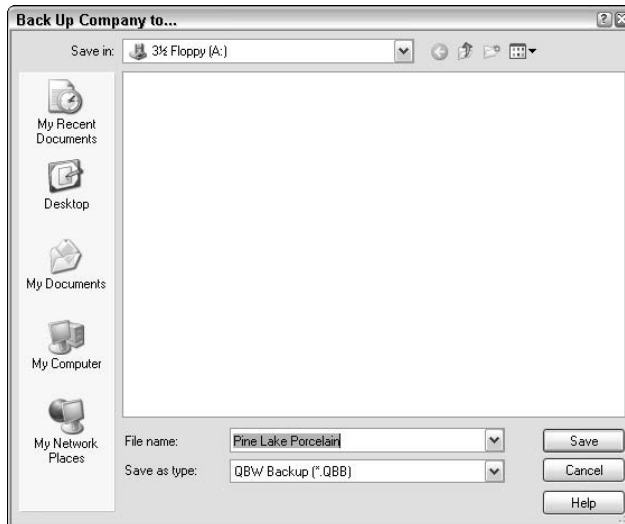 Back Up Company to...
Save in:
3½ Floppy (A:)
My Recent
Documents
Desktop
My Documents
My Computer
My Network
Places
File name:
Pine Lake Porcelain
Save as type:
QBW Backup (*.QBB)
Save
Cancel
Help